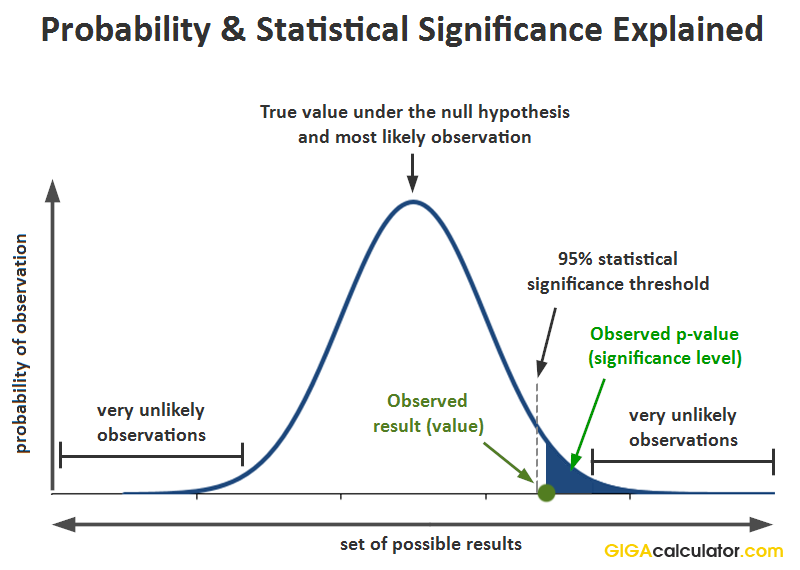 Probability & Statistical Significance Explained
True value under the null hypothesis
and most likely observation
95% statistical
significance threshold
Observed p-value
(significance level)
Observed
result (value)
very unlikely
observations
very unlikely
observations
probability of observation
set of possible results
GIGAcalculator.com